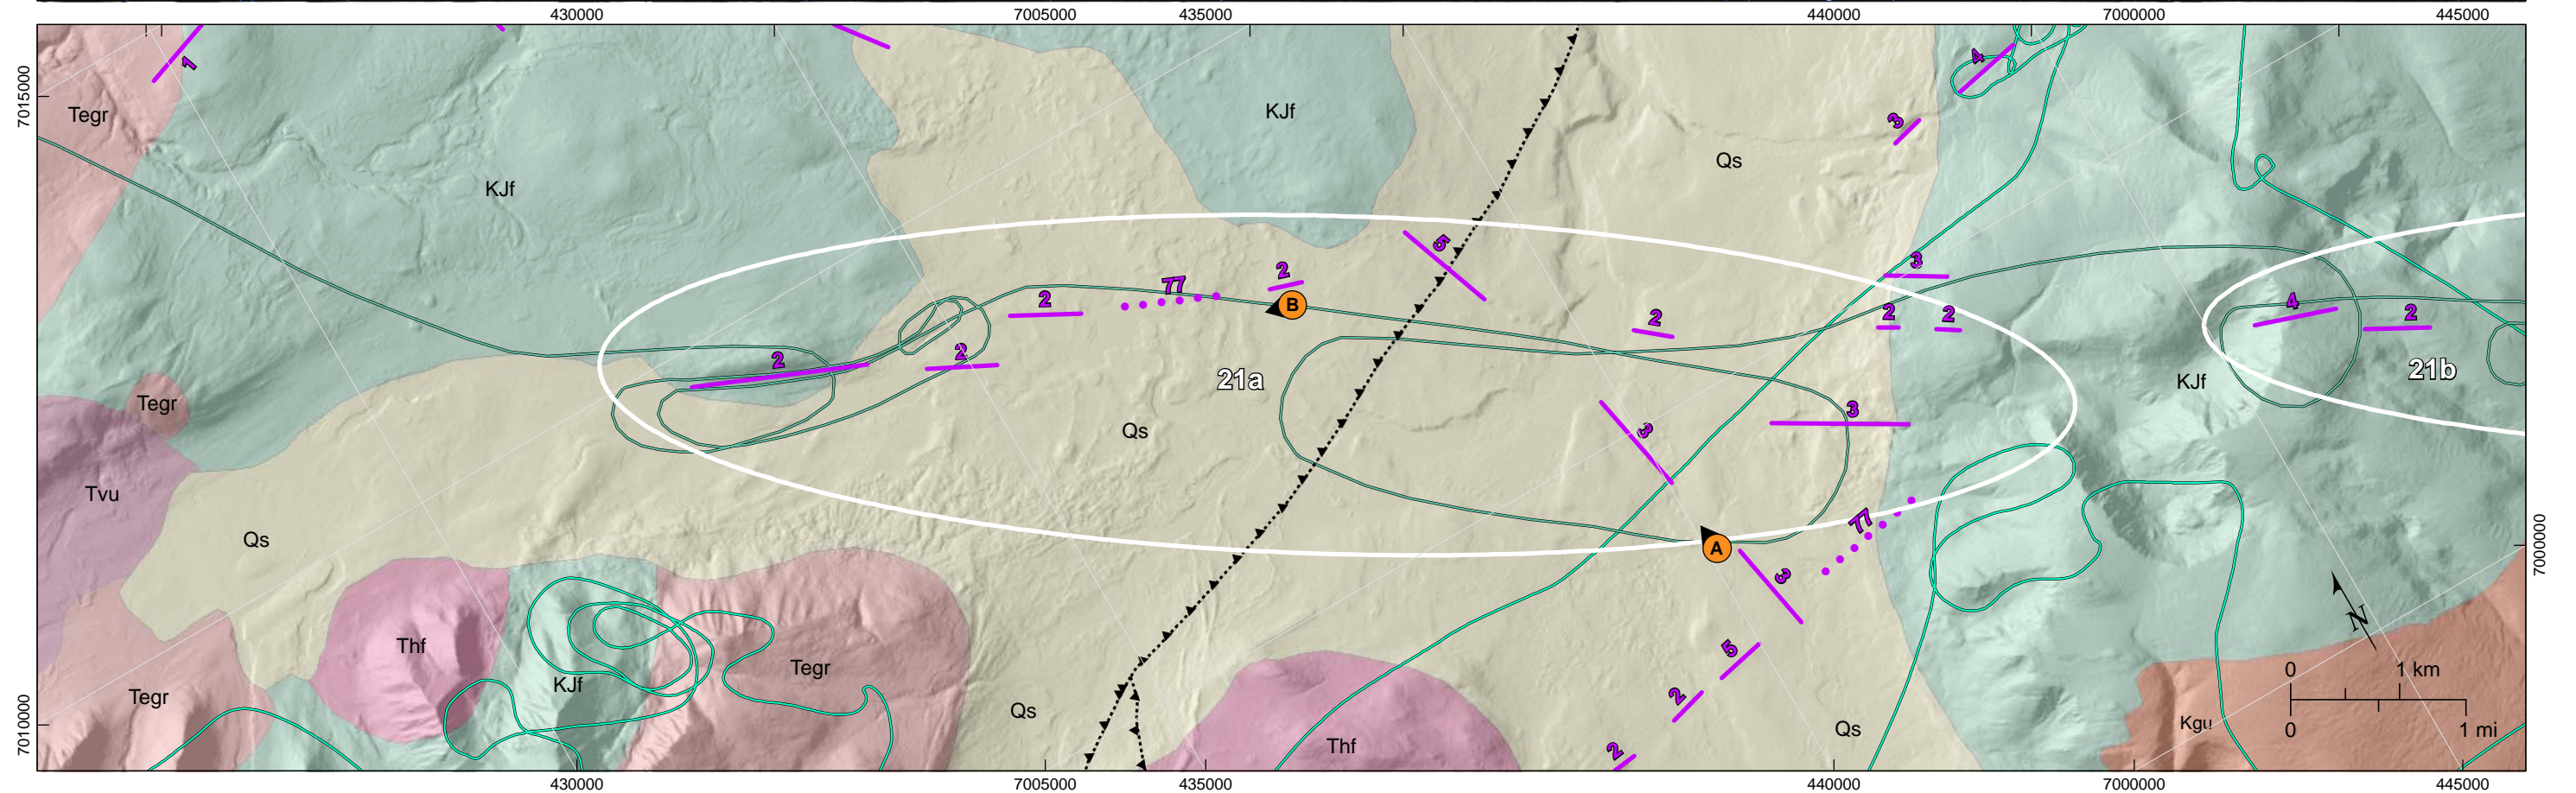 430000 7005000 435000 440000 7000000 445000
7015000
1
4
Tegr
KJf
3
Qs
KJf
5
3
2
77
2
2
2
2
4
2
B
2
2
21a
21b
KJf
Tegr
3
Qs
3
Tvu
77
Qs
A
7000000
3
N
Thf
5
Tegr
0 1 km
KJf
2
Tegr
7010000
Qs
Kgu
Qs
0 1 mi
Thf
2
430000 7005000 435000 440000 7000000 445000